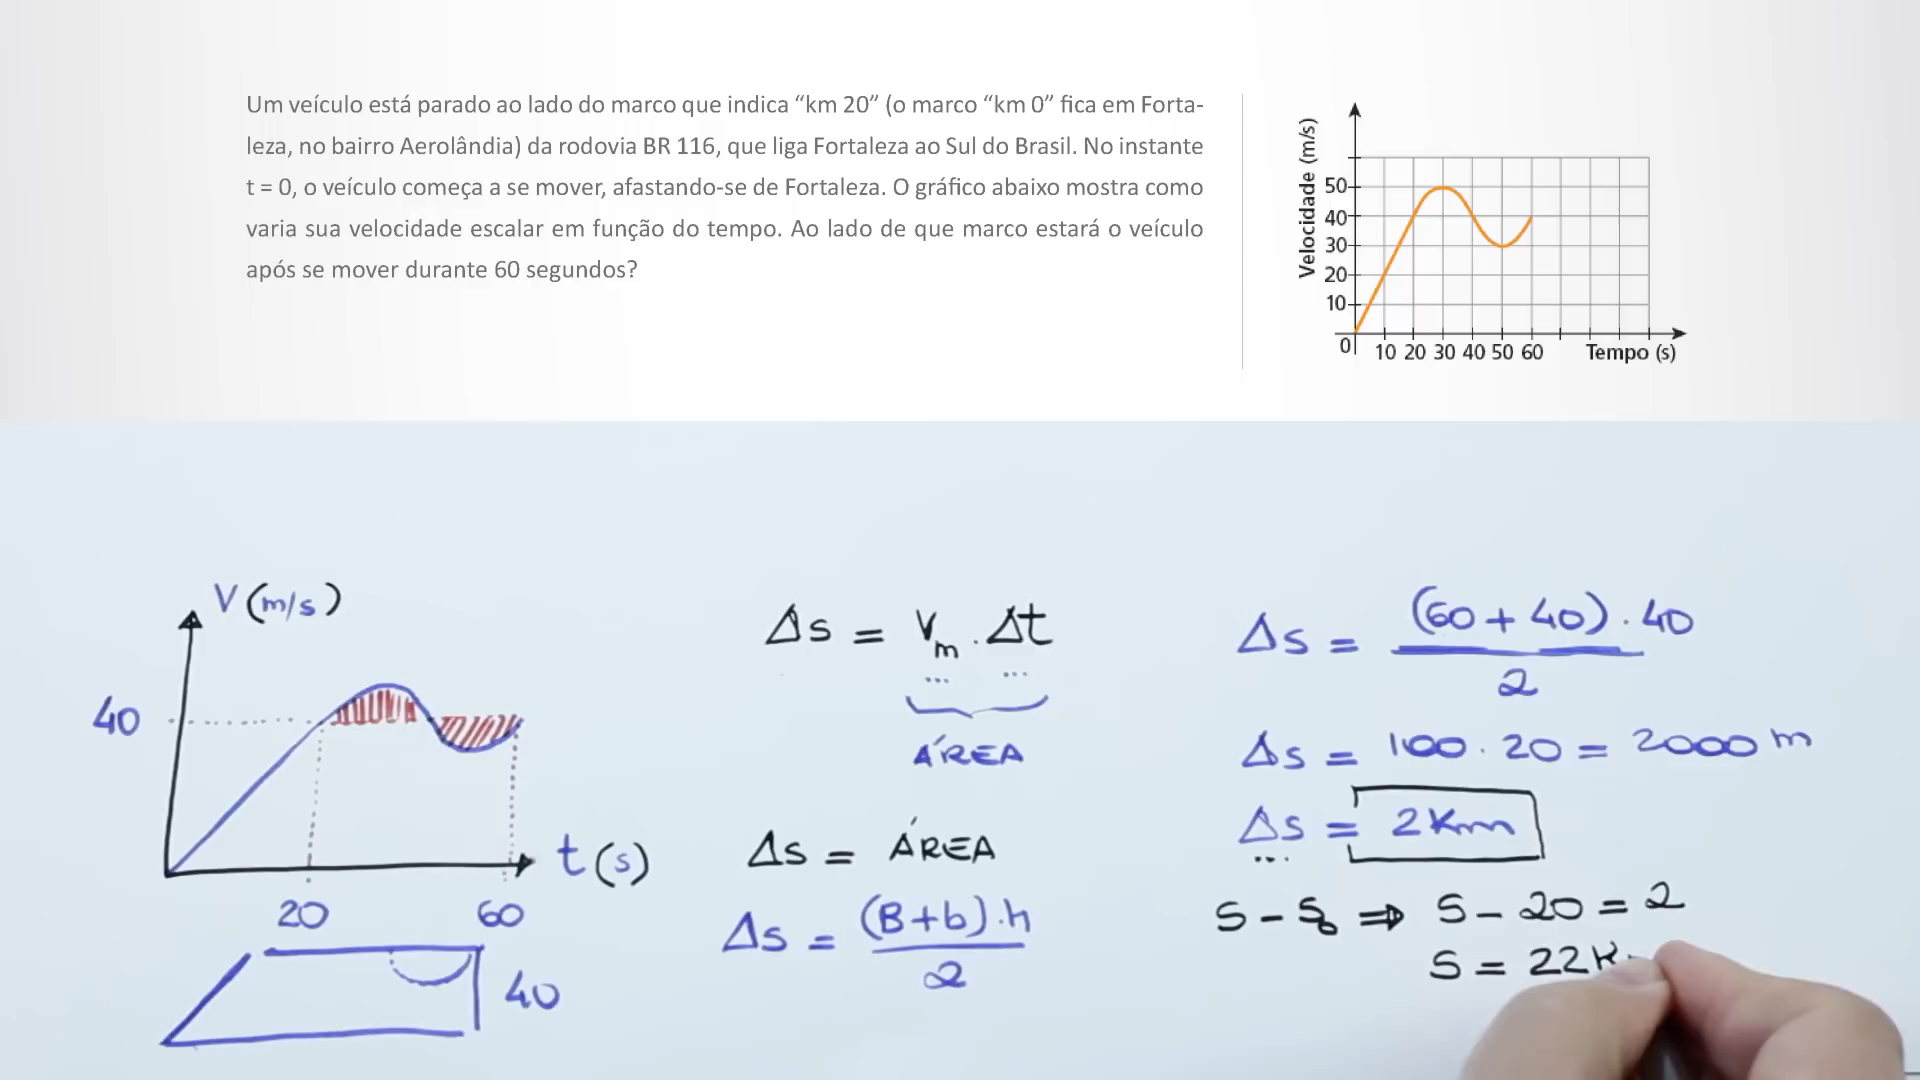 Um veículo está parado ao lado do marco que indica “km 20” (o marco “km 0” fica em Forta-
leza, no bairro Aerolândia) da rodovia BR 116, que liga Fortaleza ao Sul do Brasil. No instante
t = 0, o veículo começa a se mover, afastando-se de Fortaleza. O gráfico abaixo mostra como
varia sua velocidade escalar em função do tempo. Ao lado de que marco estará o veículo
após se mover durante 60 segundos?
Velocidade (m/s)
50
40
30
20
10
0
10 20 30 40 50 60
Tempo (s)
V (m/s)
40
t (s)
20
60
40
Δs = Vm . Δt
ÁREA
Δs = ÁREA
Δs = (B+b).h
2
Δs = (60 + 40) . 40
2
Δs = 100 . 20 = 2000 m
Δs = 2 Km
S - S₀ ⇒ S - 20 = 2
S = 22